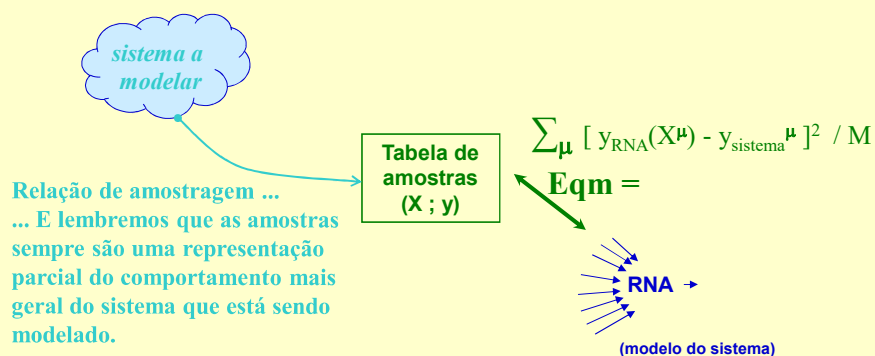 sistema a
modelar
Tabela de
amostras
(X ; y)
∑μ [ yRNA(Xμ) - ysistemaμ ]2 / M
Eqm =
Relação de amostragem ...
... E lembremos que as amostras
sempre são uma representação
parcial do comportamento mais
geral do sistema que está sendo
modelado.
RNA
(modelo do sistema)